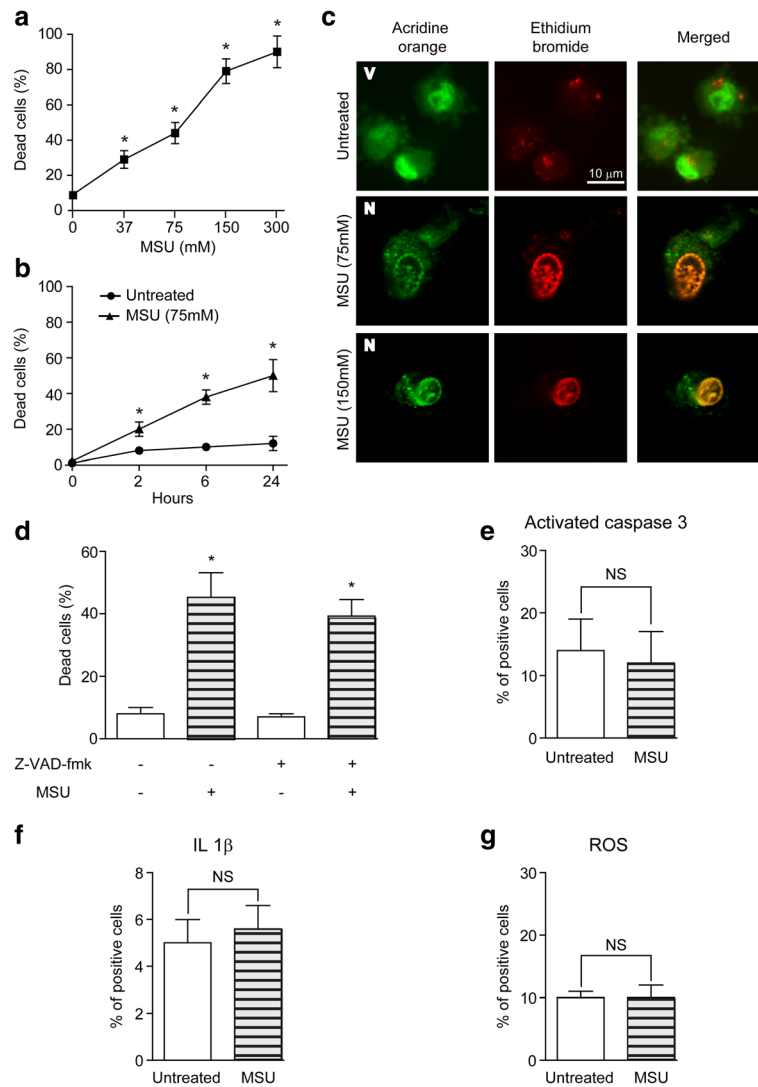 a
Dead cells (%)
100
80
60
40
20
0
* * * *
0 37 75 150 300
MSU (mM)
b
Dead cells (%)
100
80
60
40
20
0
Untreated
MSU (75mM)
* * *
0 2 6 24
Hours
c
Acridine orange
Ethidium bromide
Merged
Untreated
V
10 μm
MSU (75mM)
N
MSU (150mM)
N
d
Dead cells (%)
60
40
20
0
* *
Z-VAD-fmk - - + +
MSU - + - +
e
Activated caspase 3
% of positive cells
30
20
10
0
NS
Untreated MSU
f
IL 1β
% of positive cells
8
6
4
2
0
NS
Untreated MSU
g
ROS
% of positive cells
30
20
10
0
NS
Untreated MSU